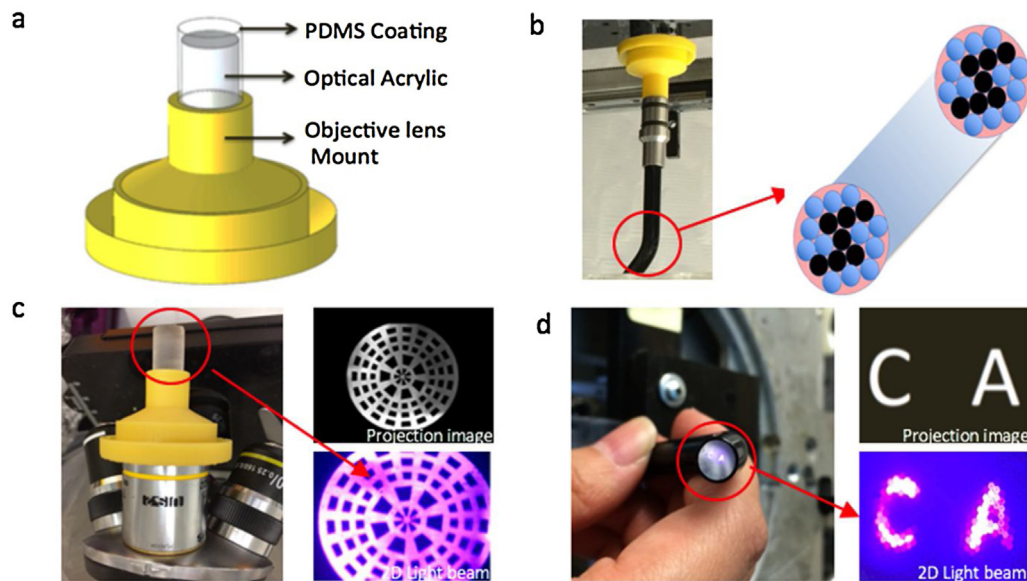 a
PDMS Coating
Optical Acrylic
Objective lens
Mount
b
c
Projection image
2D Light beam
d
C A
Projection image
2D Light beam
C A